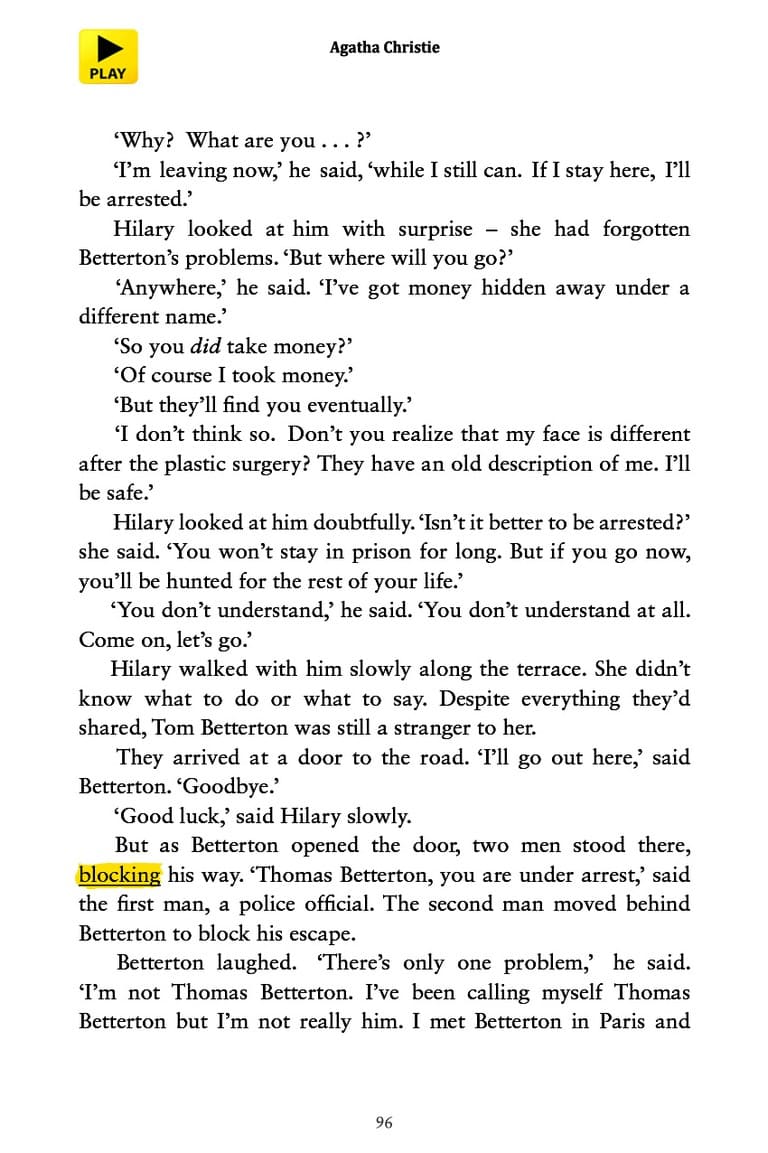 PLAY
Agatha Christie
‘Why? What are you . . . ?’
‘I’m leaving now,’ he said, ‘while I still can. If I stay here, I’ll
be arrested.’
Hilary looked at him with surprise – she had forgotten
Betterton’s problems. ‘But where will you go?’
‘Anywhere,’ he said. ‘I’ve got money hidden away under a
different name.’
‘So you did take money?’
‘Of course I took money.’
‘But they’ll find you eventually.’
‘I don’t think so. Don’t you realize that my face is different
after the plastic surgery? They have an old description of me. I’ll
be safe.’
Hilary looked at him doubtfully. ‘Isn’t it better to be arrested?’
she said. ‘You won’t stay in prison for long. But if you go now,
you’ll be hunted for the rest of your life.’
‘You don’t understand,’ he said. ‘You don’t understand at all.
Come on, let’s go.’
Hilary walked with him slowly along the terrace. She didn’t
know what to do or what to say. Despite everything they’d
shared, Tom Betterton was still a stranger to her.
They arrived at a door to the road. ‘I’ll go out here,’ said
Betterton. ‘Goodbye.’
‘Good luck,’ said Hilary slowly.
But as Betterton opened the door, two men stood there,
blocking his way. ‘Thomas Betterton, you are under arrest,’ said
the first man, a police official. The second man moved behind
Betterton to block his escape.
Betterton laughed. ‘There’s only one problem,’ he said.
‘I’m not Thomas Betterton. I’ve been calling myself Thomas
Betterton but I’m not really him. I met Betterton in Paris and
96